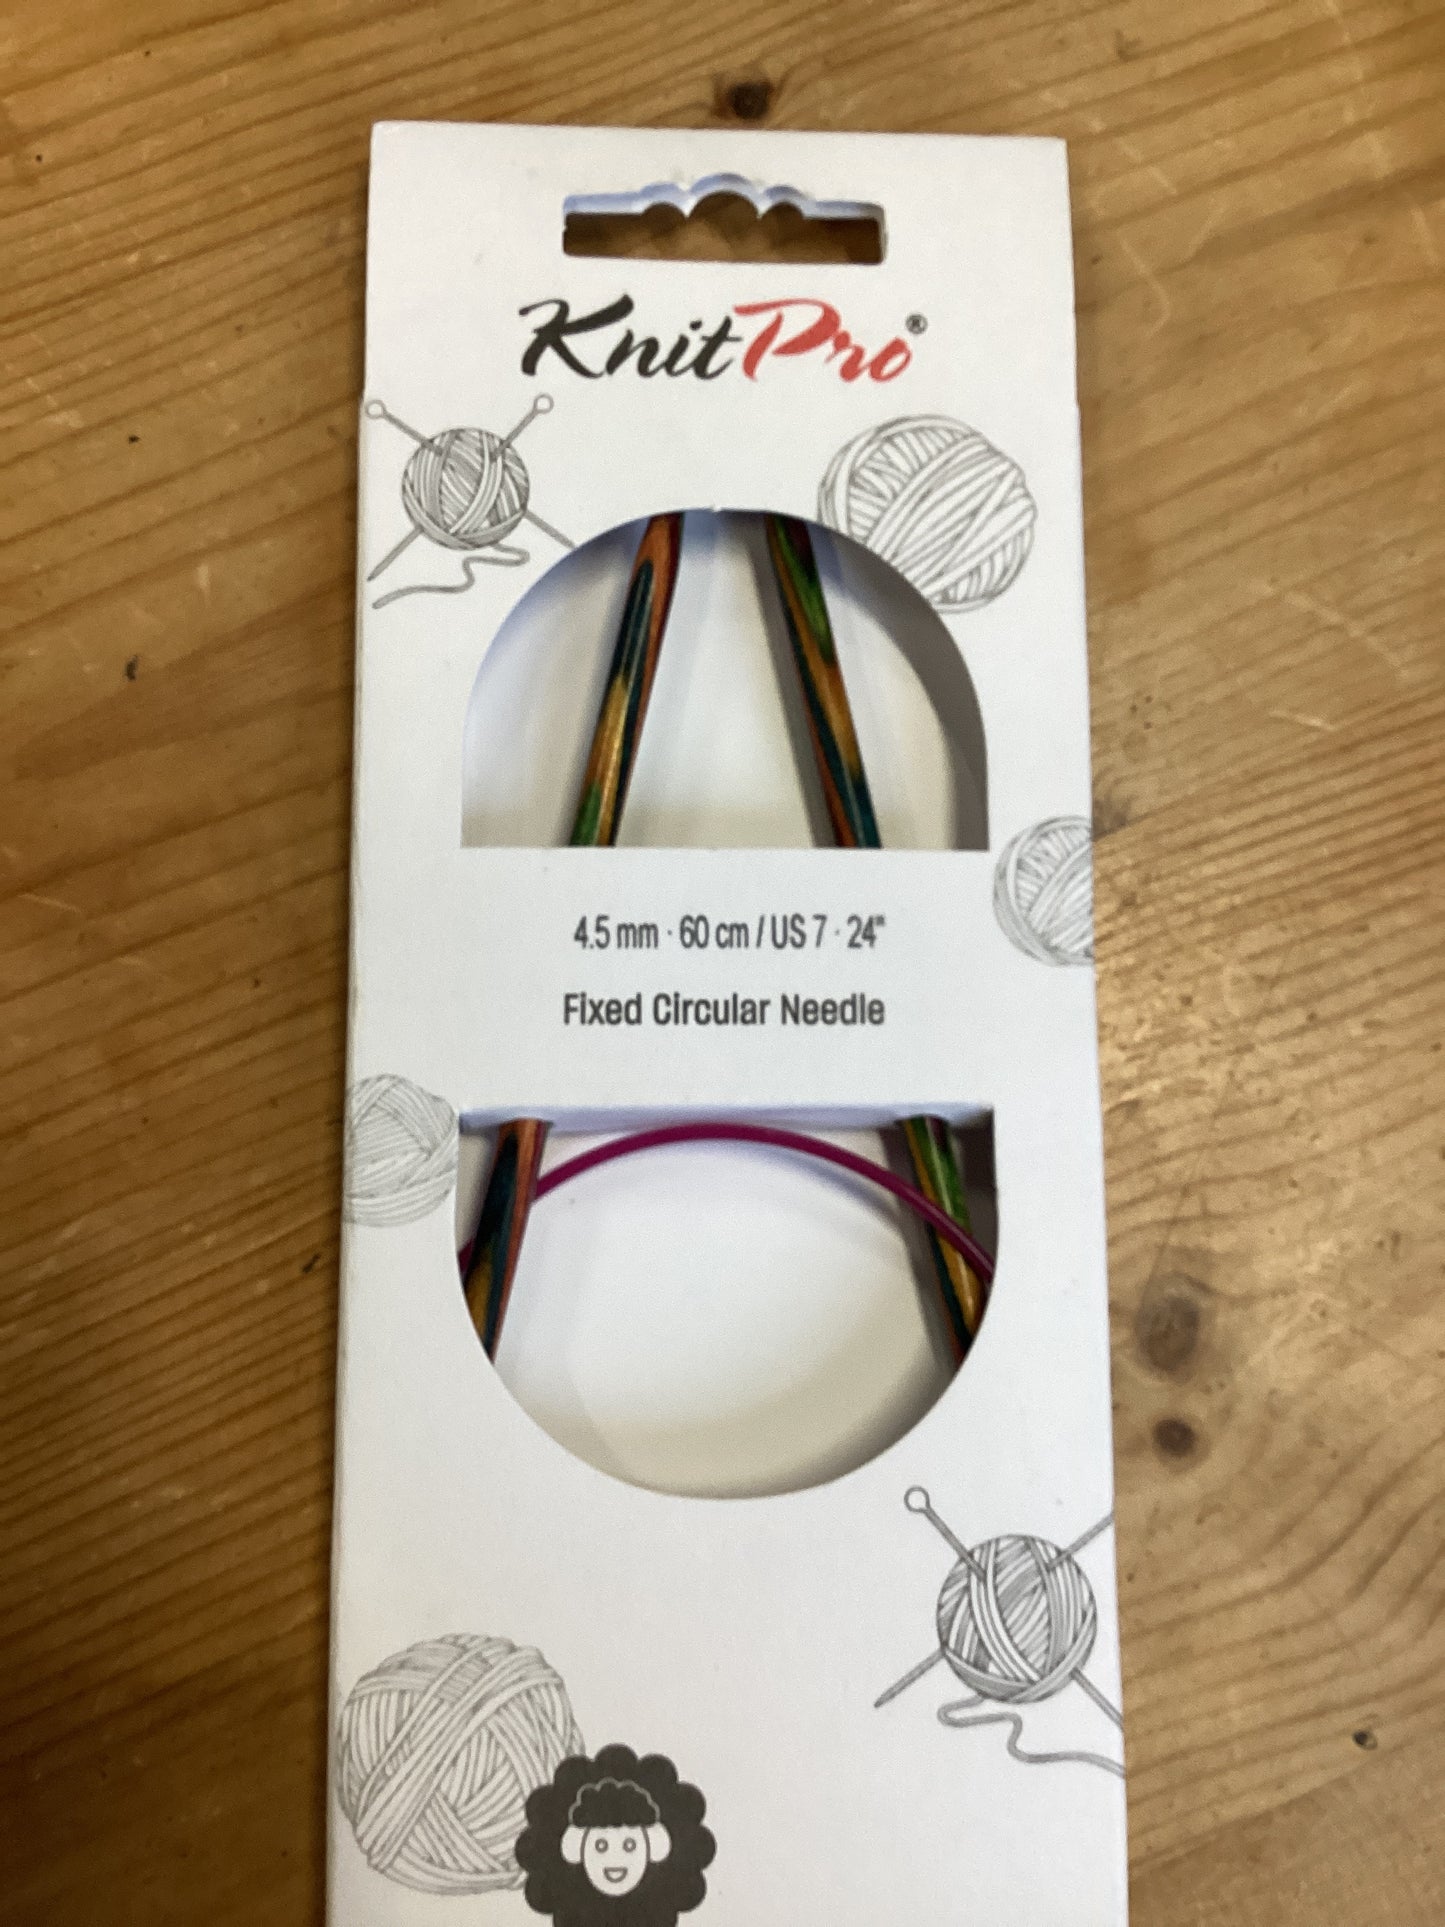 KnitPro®
4.5 mm · 60 cm / US 7 · 24"
Fixed Circular Needle